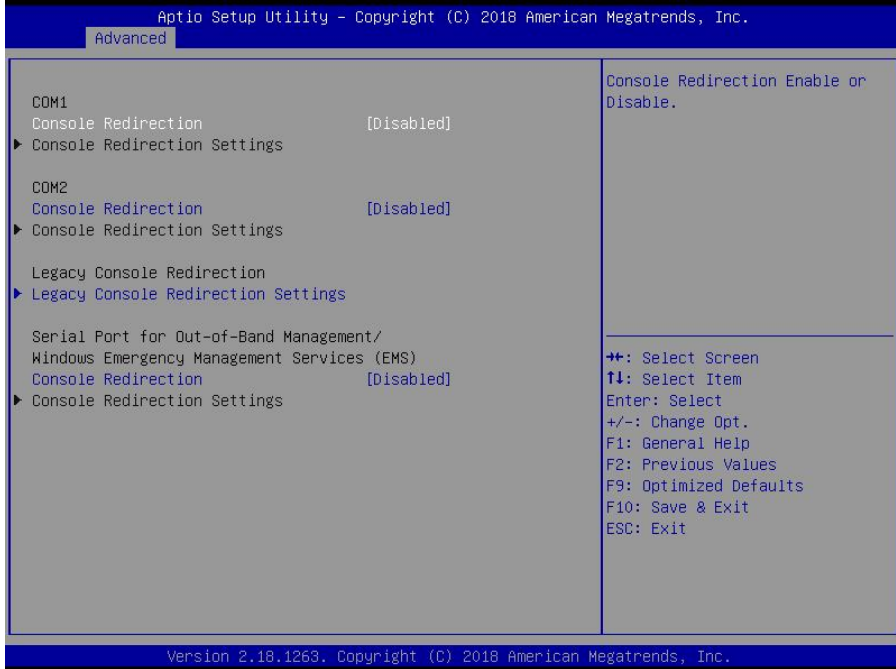 Aptio Setup Utility – Copyright (C) 2018 American Megatrends, Inc.
Advanced
COM1
Console Redirection [Disabled]
▶ Console Redirection Settings
COM2
Console Redirection [Disabled]
▶ Console Redirection Settings
Legacy Console Redirection
▶ Legacy Console Redirection Settings
Serial Port for Out-of-Band Management/
Windows Emergency Management Services (EMS)
Console Redirection [Disabled]
▶ Console Redirection Settings
Console Redirection Enable or
Disable.
→←: Select Screen
↑↓: Select Item
Enter: Select
+/-: Change Opt.
F1: General Help
F2: Previous Values
F9: Optimized Defaults
F10: Save & Exit
ESC: Exit
Version 2.18.1263. Copyright (C) 2018 American Megatrends, Inc.